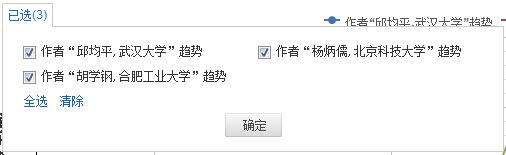 已选(3)
作者“邱均平,武汉大学”趋势
作者“邱均平,武汉大学”趋势
作者“杨炳儒,北京科技大学”趋势
作者“胡学钢,合肥工业大学”趋势
全选 清除
确定